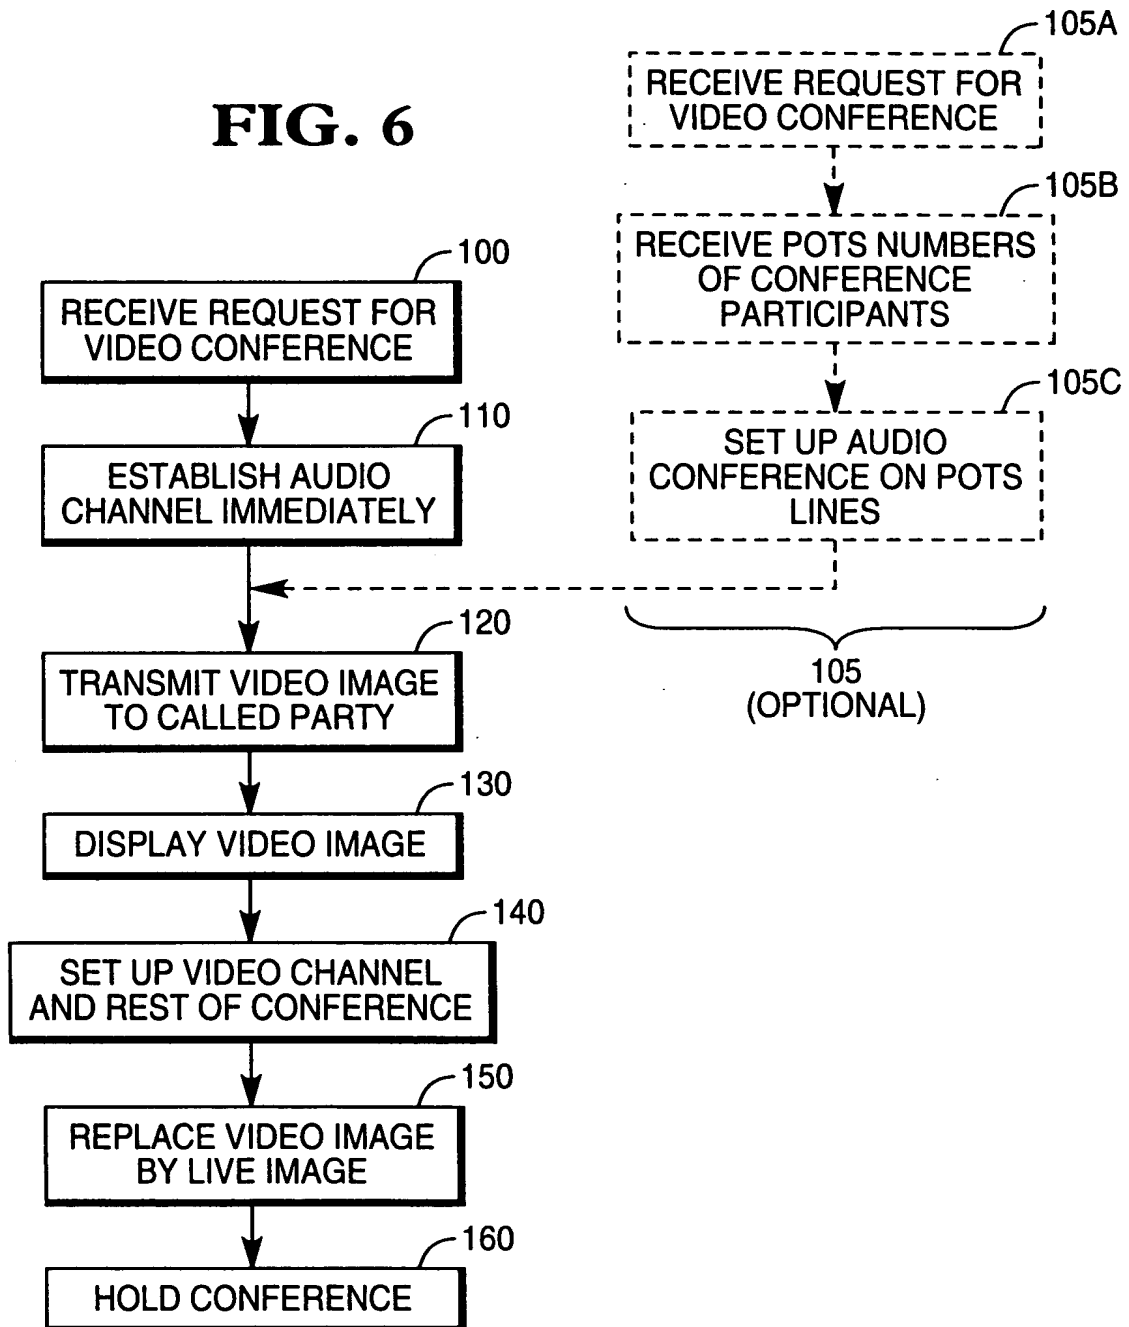 FIG. 6
105A
RECEIVE REQUEST FOR
VIDEO CONFERENCE
105B
RECEIVE POTS NUMBERS
OF CONFERENCE
PARTICIPANTS
105C
SET UP AUDIO
CONFERENCE ON POTS
LINES
105
(OPTIONAL)
100
RECEIVE REQUEST FOR
VIDEO CONFERENCE
110
ESTABLISH AUDIO
CHANNEL IMMEDIATELY
120
TRANSMIT VIDEO IMAGE
TO CALLED PARTY
130
DISPLAY VIDEO IMAGE
140
SET UP VIDEO CHANNEL
AND REST OF CONFERENCE
150
REPLACE VIDEO IMAGE
BY LIVE IMAGE
160
HOLD CONFERENCE